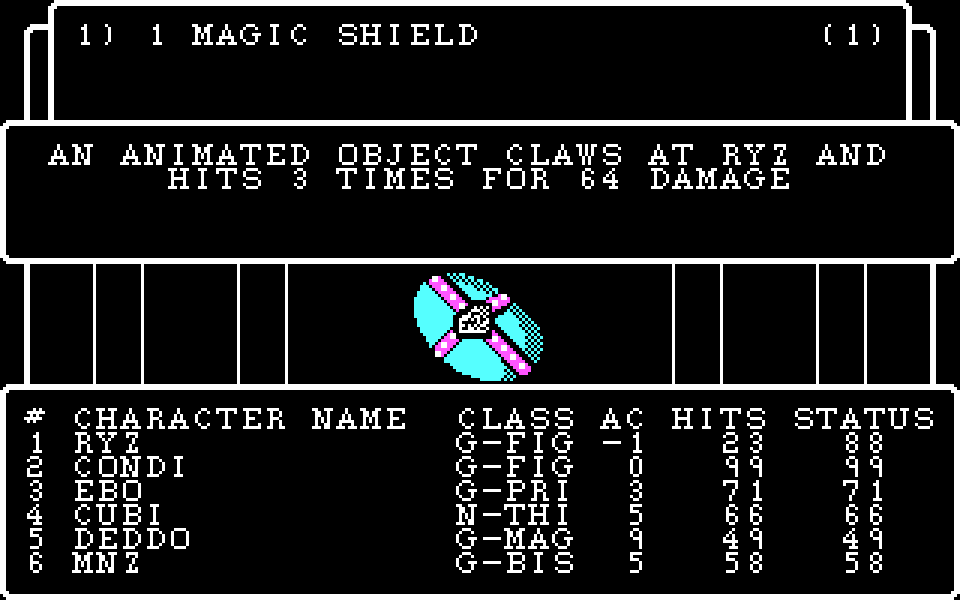 1) 1 MAGIC SHIELD (1)
AN ANIMATED OBJECT CLAWS AT RYZ AND
HITS 3 TIMES FOR 64 DAMAGE
# CHARACTER NAME CLASS AC HITS STATUS
1 RYZ G-FIG -1 23 88
2 CONDI G-FIG 0 99 99
3 EBO G-PRI 3 71 71
4 CUBI N-THI 5 66 66
5 DEDDO G-MAG 9 49 49
6 MNZ G-BIS 5 58 58